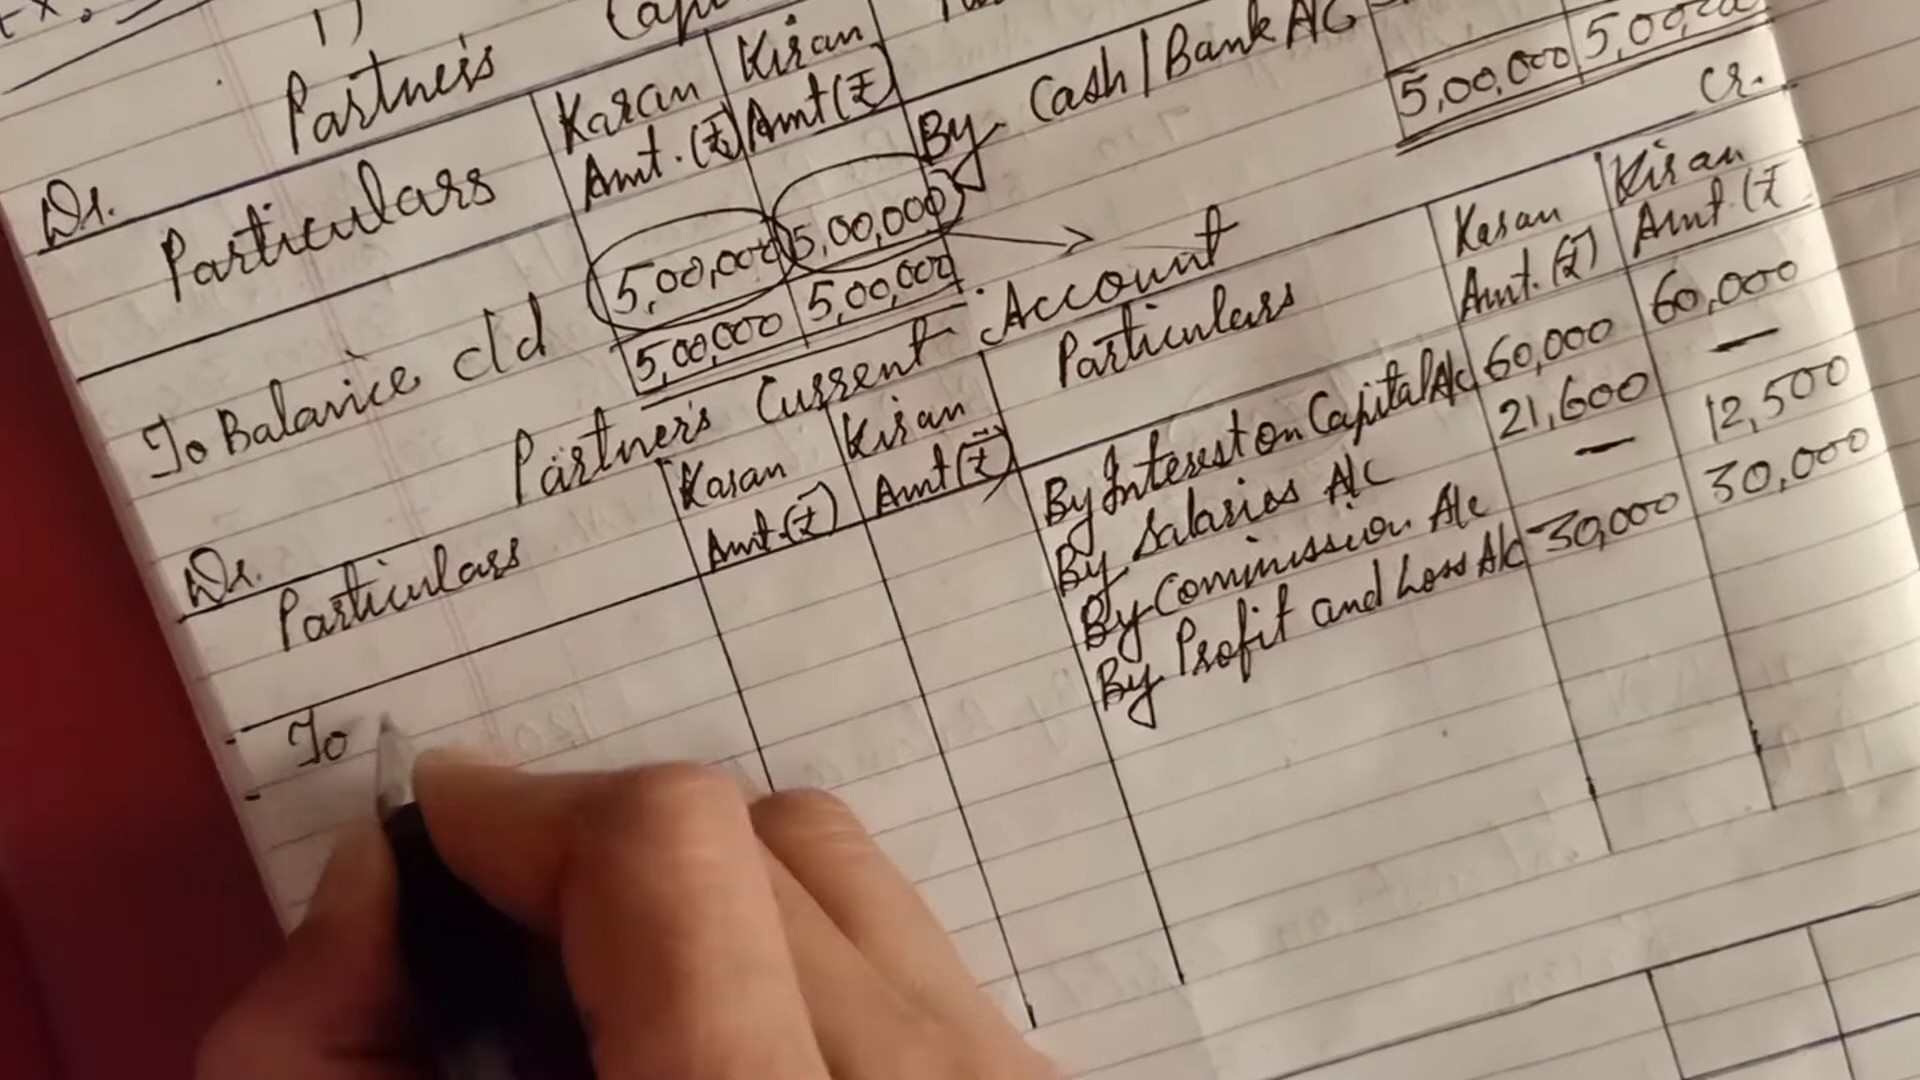 1)
Partner's Capi
Dr.
Particulars Karan Amt.(₹) Kiran Amt(₹)
By Cash/Bank A/C 5,00,000 5,00,000
To Balance c/d 5,00,000 5,00,000
5,00,000 5,00,000
Partner's Current Account
Dr. Cr.
Particulars Karan Amt.(₹) Kiran Amt(₹) Particulars Karan Amt.(₹) Kiran Amt.(₹
By Interest on Capital A/c 60,000 60,000
By Salaries A/c 21,600 —
By Commission A/c — 12,500
By Profit and Loss A/c 30,000 30,000
To